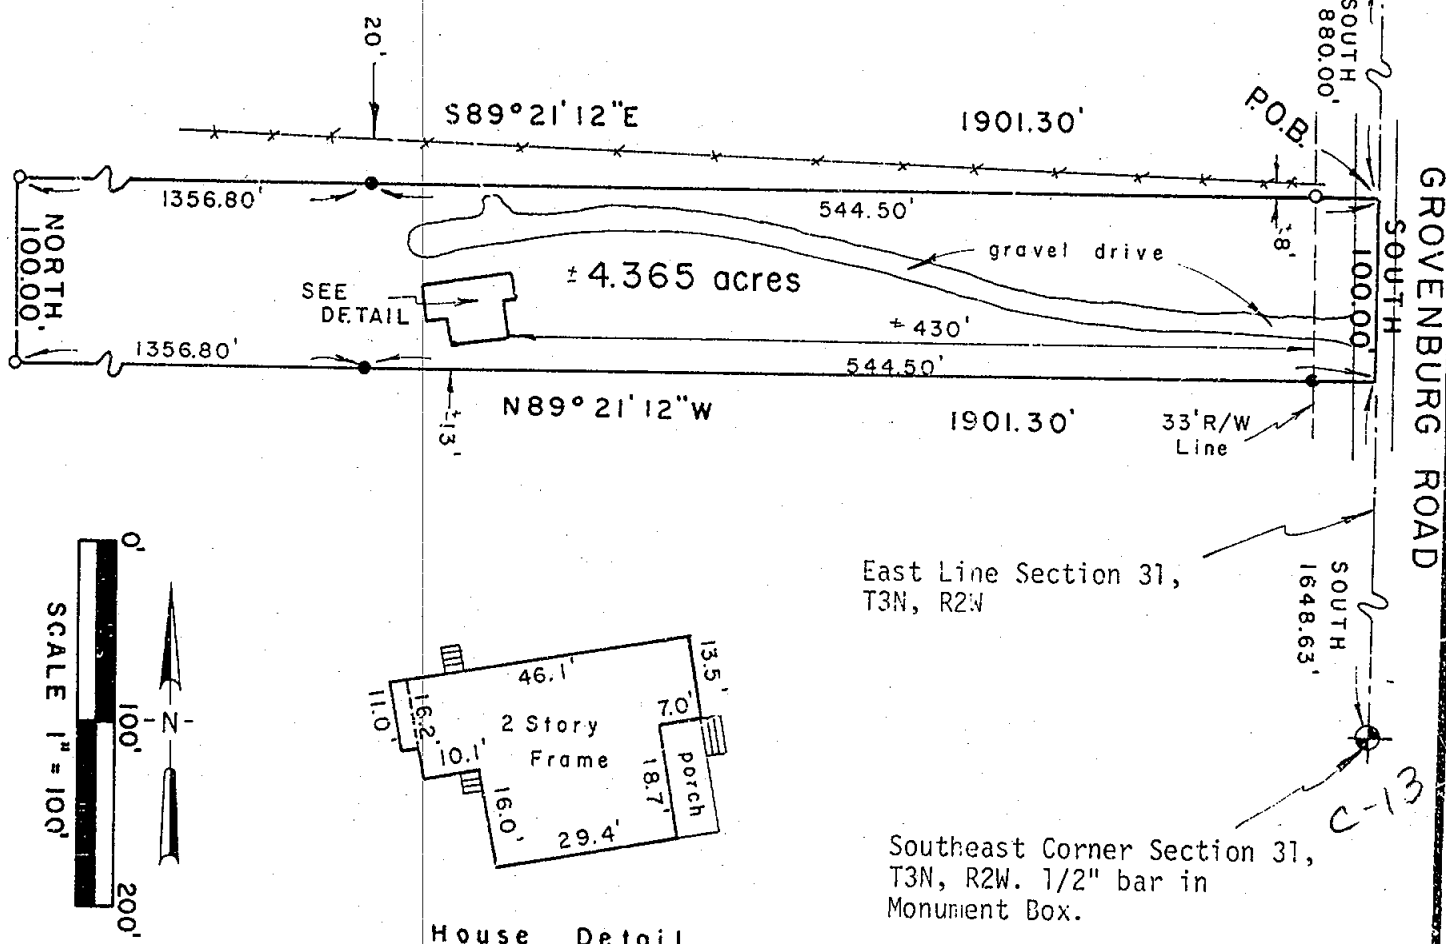 SOUTH
880.00'
20'
S89°21'12"E
1901.30'
P.O.B.
GROVENBURG ROAD
1356.80'
544.50'
±8'
SOUTH
100.00'
NORTH
100.00'
gravel drive
± 4.365 acres
SEE
DETAIL
± 430'
1356.80'
544.50'
N89°21'12"W
1901.30'
±13'
33'R/W
Line
East Line Section 31,
T3N, R2W
SOUTH
1648.63'
0'
100'
200'
SCALE 1" = 100'
-N-
46.1'
13.5'
11.0'
16.2'
7.0'
2 Story
Frame
10.1'
porch
18.7'
16.0'
29.4'
C-13
Southeast Corner Section 31,
T3N, R2W. 1/2" bar in
Monument Box.
House Detail